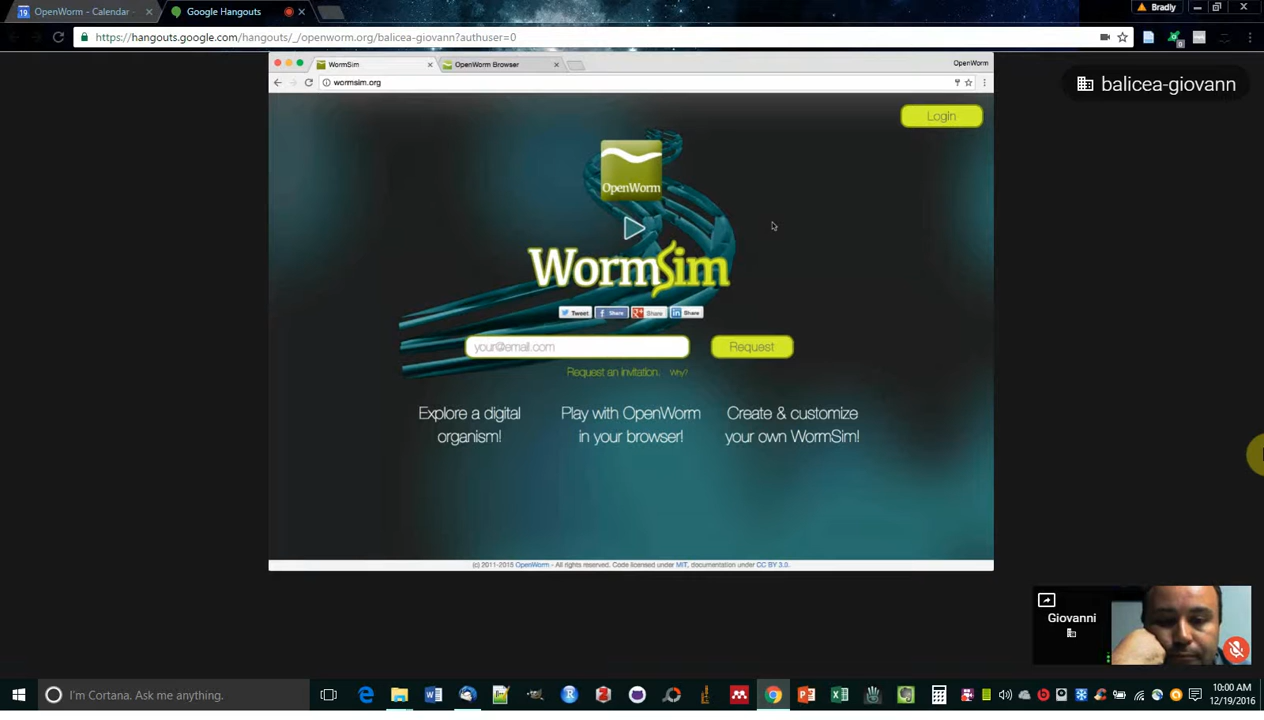 OpenWorm - Calendar
Google Hangouts
Bradly
https://hangouts.google.com/hangouts/_/openworm.org/balicea-giovann?authuser=0
WormSim
OpenWorm Browser
OpenWorm
wormsim.org
balicea-giovann
Login
OpenWorm
WormSim
Tweet
Share
Share
Share
your@email.com
Request
Request an invitation. Why?
Explore a digital
organism!
Play with OpenWorm
in your browser!
Create & customize
your own WormSim!
(c) 2011-2015 OpenWorm - All rights reserved. Code licensed under MIT, documentation under CC BY 3.0.
Giovanni
I'm Cortana. Ask me anything.
10:00 AM
12/19/2016